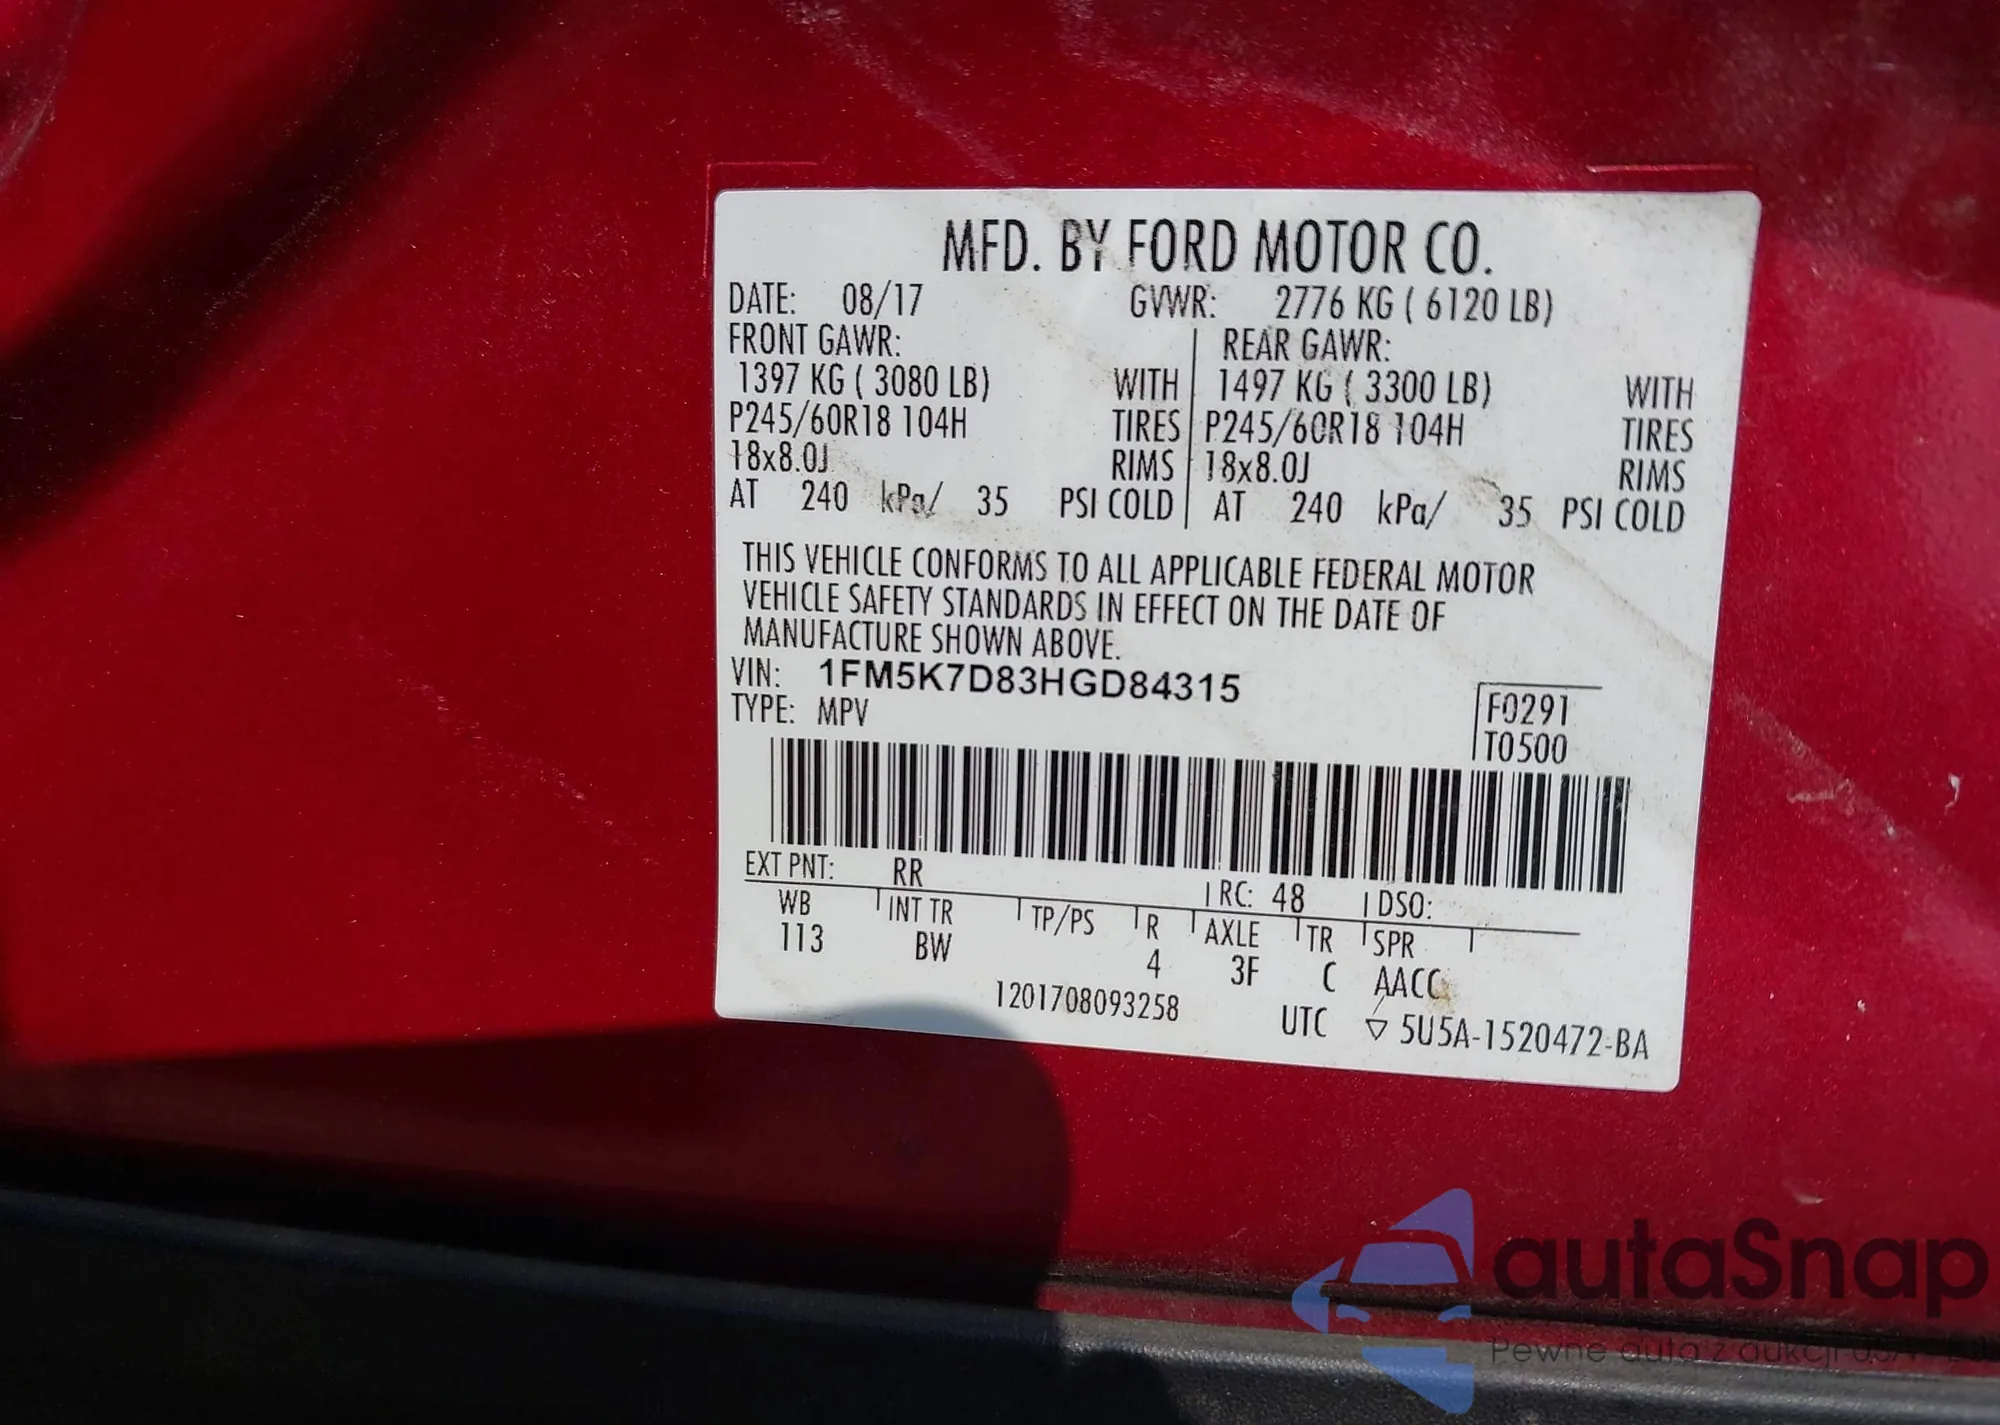 MFD. BY FORD MOTOR CO.
DATE: 08/17 GVWR: 2776 KG ( 6120 LB)
FRONT GAWR: REAR GAWR:
1397 KG ( 3080 LB) WITH 1497 KG ( 3300 LB) WITH
P245/60R18 104H TIRES P245/60R18 104H TIRES
18x8.0J RIMS 18x8.0J RIMS
AT 240 kPa/ 35 PSI COLD AT 240 kPa/ 35 PSI COLD
THIS VEHICLE CONFORMS TO ALL APPLICABLE FEDERAL MOTOR
VEHICLE SAFETY STANDARDS IN EFFECT ON THE DATE OF
MANUFACTURE SHOWN ABOVE.
VIN: 1FM5K7D83HGD84315
TYPE: MPV
F0291
T0500
EXT PNT: RR RC: 48 DSO:
WB INT TR TP/PS R AXLE TR SPR
113 BW 4 3F C AACC
1201708093258 UTC ▽ 5U5A-1520472-BA
autaSnap
Pewne auta z aukcji USA